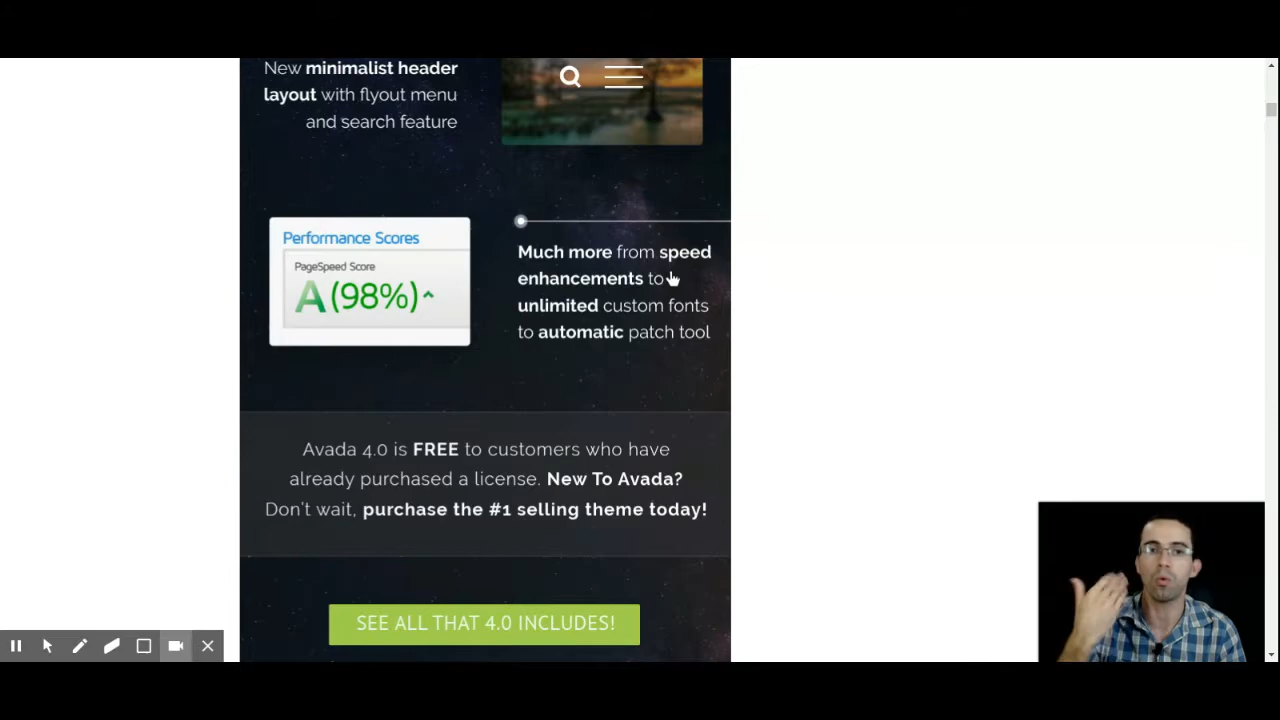 New minimalist header
layout with flyout menu
and search feature
Performance Scores
PageSpeed Score
A (98%)
Much more from speed
enhancements to
unlimited custom fonts
to automatic patch tool
Avada 4.0 is FREE to customers who have
already purchased a license. New To Avada?
Don't wait, purchase the #1 selling theme today!
SEE ALL THAT 4.0 INCLUDES!